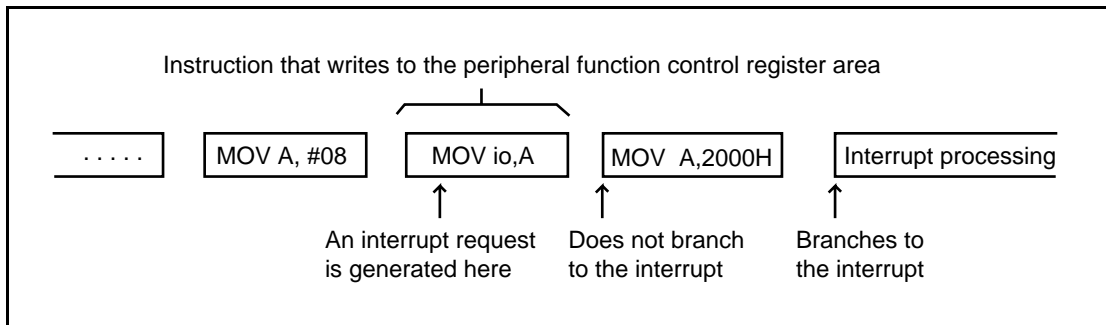 Instruction that writes to the peripheral function control register area
. . . . .
MOV A, #08
MOV io,A
MOV A,2000H
Interrupt processing
An interrupt request
is generated here
Does not branch
to the interrupt
Branches to
the interrupt